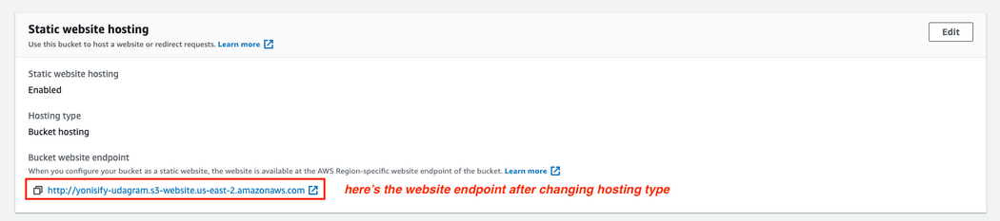 Static website hosting
Edit
Use this bucket to host a website or redirect requests. Learn more
Static website hosting
Enabled
Hosting type
Bucket hosting
Bucket website endpoint
When you configure your bucket as a static website, the website is available at the AWS Region-specific website endpoint of the bucket. Learn more
http://yonisify-udagram.s3-website.us-east-2.amazonaws.com here's the website endpoint after changing hosting type